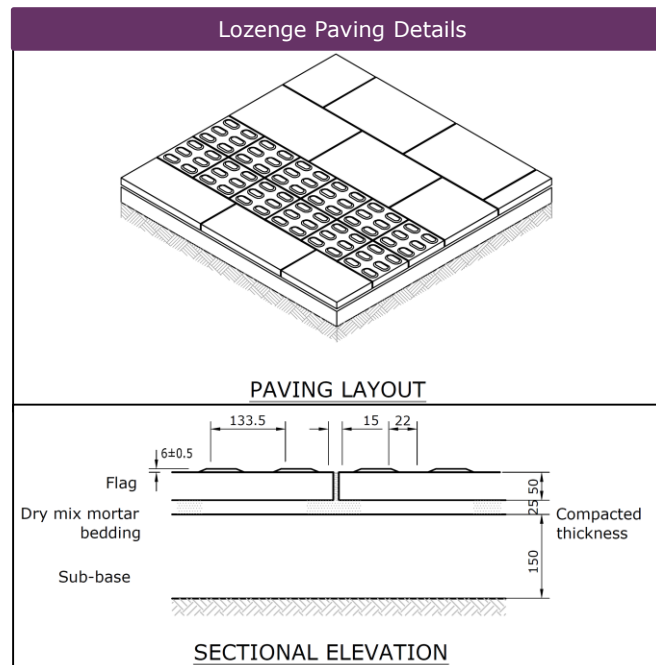 Lozenge Paving Details
PAVING LAYOUT
133.5
15
22
6±0.5
Flag
50
Dry mix mortar
bedding
25
Compacted
thickness
150
Sub-base
SECTIONAL ELEVATION